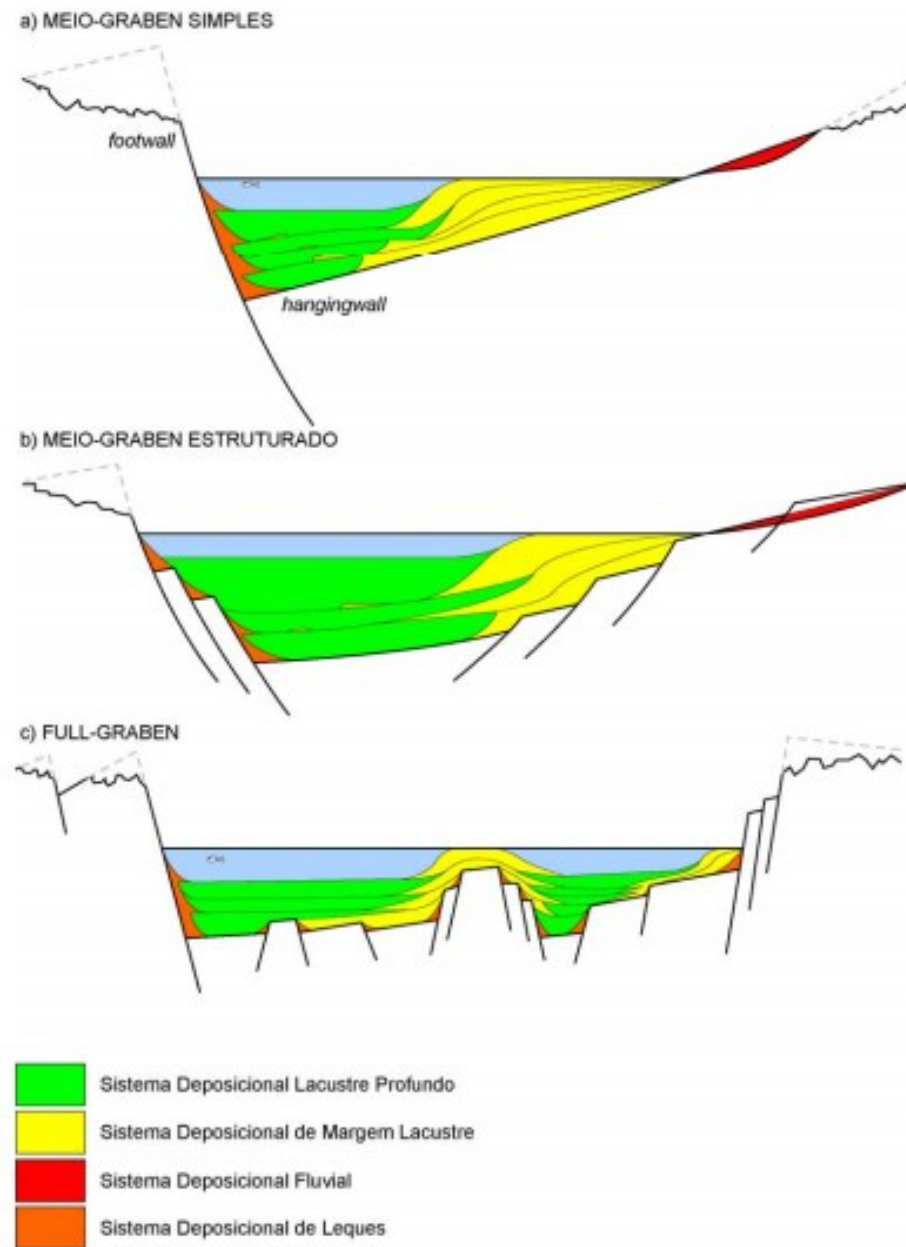 a) MEIO-GRABEN SIMPLES
footwall
hangingwall
b) MEIO-GRABEN ESTRUTURADO
c) FULL-GRABEN
Sistema Deposicional Lacustre Profundo
Sistema Deposicional de Margem Lacustre
Sistema Deposicional Fluvial
Sistema Deposicional de Leques